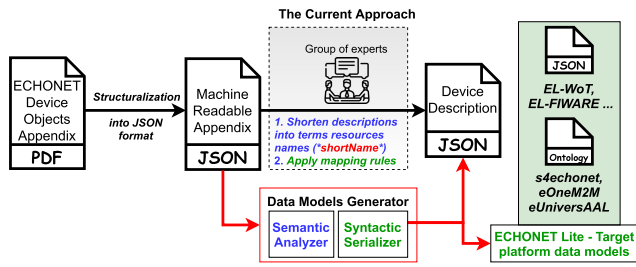 The Current Approach
Group of experts
ECHONET
Device
Objects
Appendix
PDF
Structuralization
into JSON
format
Machine
Readable
Appendix
JSON
1. Shorten descriptions
into terms resources
names (*shortName*)
2. Apply mapping rules
Device
Description
JSON
JSON
EL-WoT,
EL-FIWARE ...
Ontology
s4echonet,
eOneM2M
eUniversAAL
Data Models Generator
Semantic
Analyzer
Syntactic
Serializer
ECHONET Lite - Target
platform data models